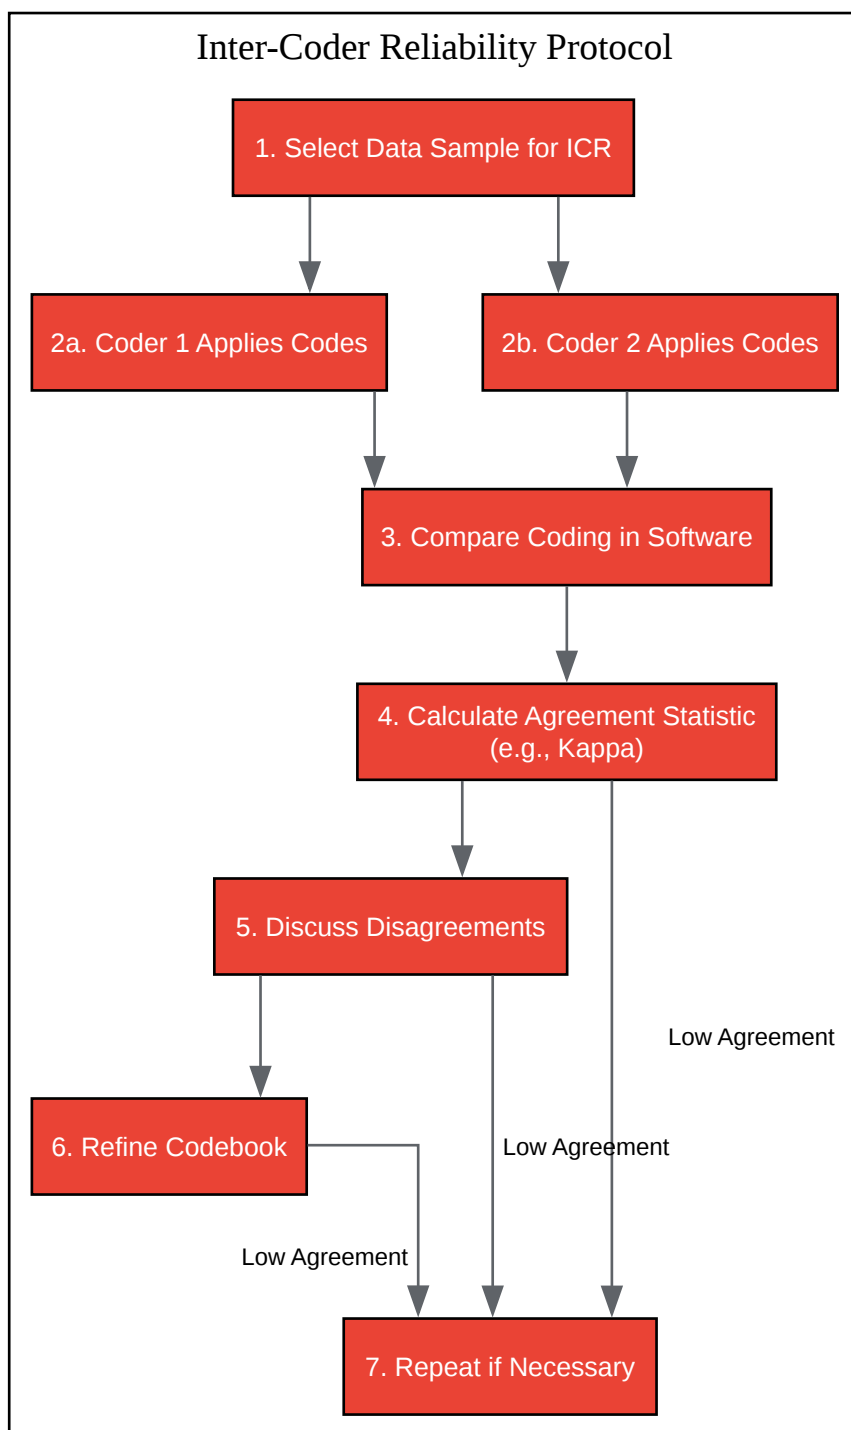 Inter-Coder Reliability Protocol
1. Select Data Sample for ICR
2a. Coder 1 Applies Codes
2b. Coder 2 Applies Codes
3. Compare Coding in Software
4. Calculate Agreement Statistic
(e.g., Kappa)
5. Discuss Disagreements
Low Agreement
6. Refine Codebook
Low Agreement
Low Agreement
7. Repeat if Necessary